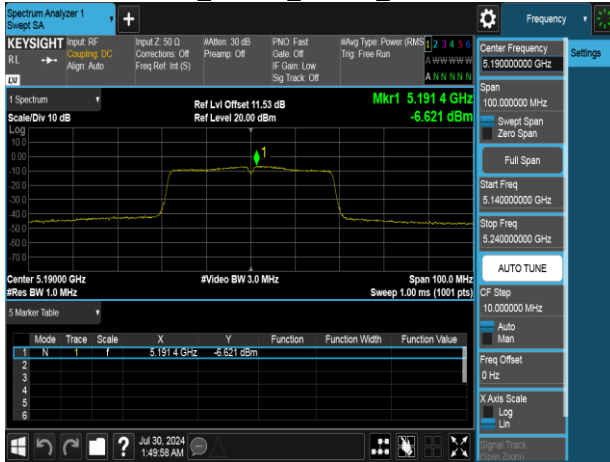 Spectrum Analyzer 1
Swept SA
+
Frequency
KEYSIGHT
RL
LXI
Input: RF
Coupling: DC
Align: Auto
Input Z: 50 Ω
Corrections: Off
Freq Ref: Int (S)
#Atten: 30 dB
Preamp: Off
PNO: Fast
Gate: Off
IF Gain: Low
Sig Track: Off
#Avg Type: Power (RMS
Trig: Free Run
1 2 3 4 5 6
A W W W W W
A N N N N N
1 Spectrum
Scale/Div 10 dB
Ref Lvl Offset 11.53 dB
Ref Level 20.00 dBm
Mkr1 5.191 4 GHz
-6.621 dBm
Log
10.0
0.00
-10.0
-20.0
-30.0
-40.0
-50.0
-60.0
-70.0
1
Center 5.19000 GHz
#Res BW 1.0 MHz
#Video BW 3.0 MHz
Span 100.0 MHz
Sweep 1.00 ms (1001 pts)
5 Marker Table
Mode Trace Scale X Y Function Function Width Function Value
1 N 1 f 5.191 4 GHz -6.621 dBm
2
3
4
5
6
Jul 30, 2024
1:49:58 AM
?
Center Frequency
5.190000000 GHz
Settings
Span
100.000000 MHz
Swept Span
Zero Span
Full Span
Start Freq
5.140000000 GHz
Stop Freq
5.240000000 GHz
AUTO TUNE
CF Step
10.000000 MHz
Auto
Man
Freq Offset
0 Hz
X Axis Scale
Log
Lin
Signal Track
(Span Zoom)